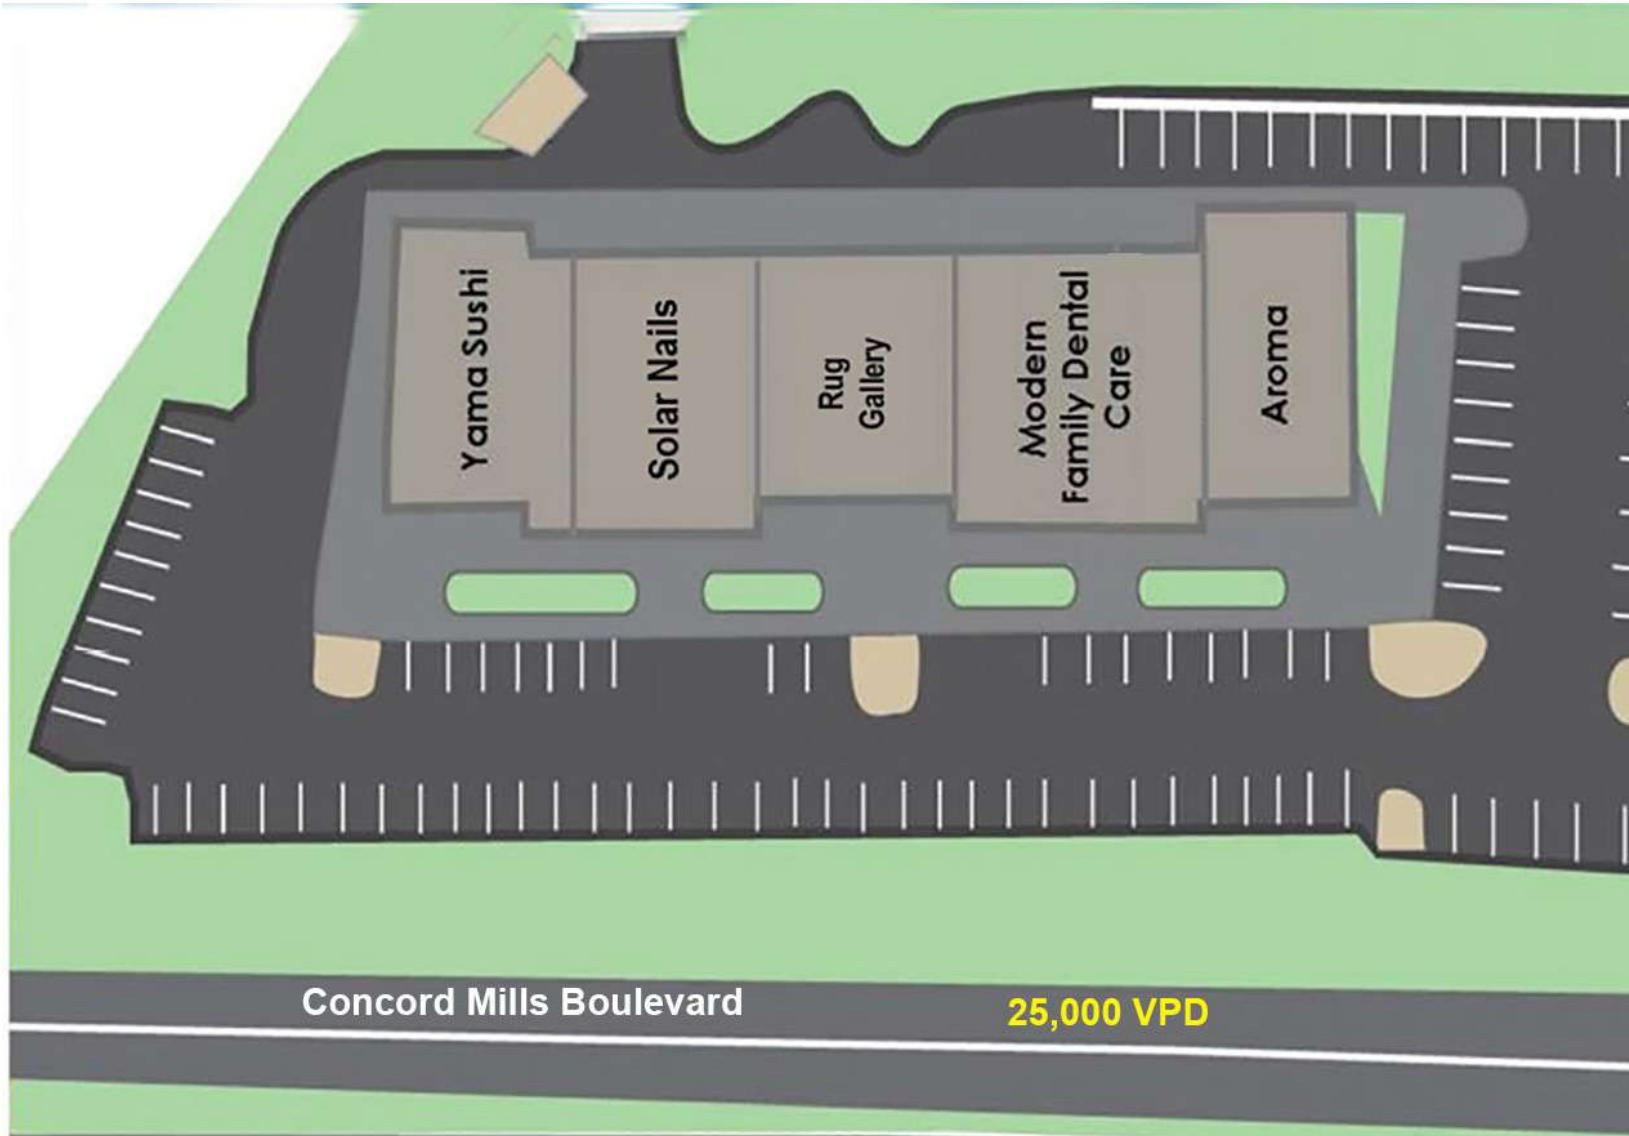 Yama Sushi
Solar Nails
Rug
Gallery
Modern
Family Dental
Care
Aroma
Concord Mills Boulevard
25,000 VPD